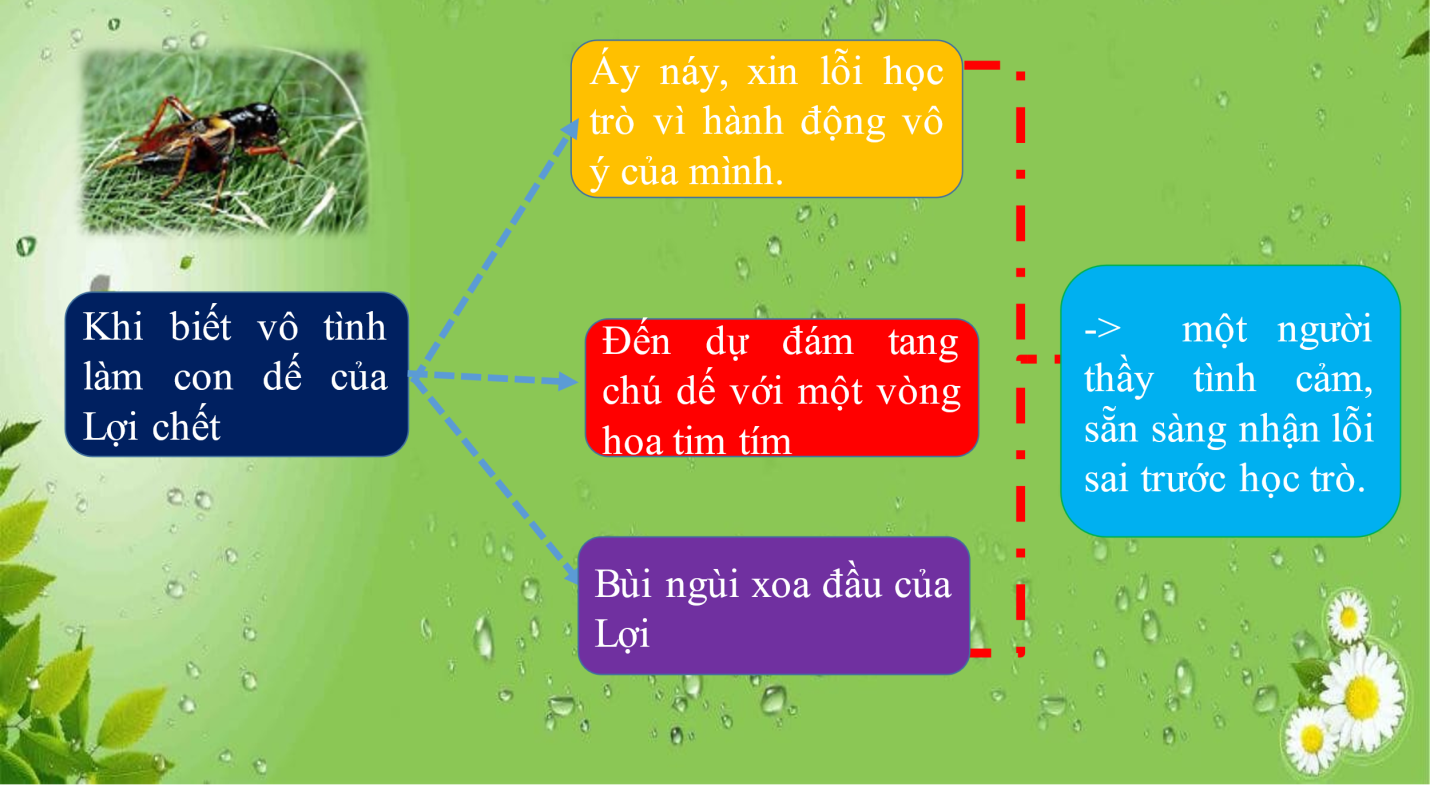 Khi biết vô tình
làm con dế của
Lợi chết
Áy náy, xin lỗi học
trò vì hành động vô
ý của mình.
Đến dự đám tang
chú dế với một vòng
hoa tim tím
Bùi ngùi xoa đầu của
Lợi
-> một người
thầy tình cảm,
sẵn sàng nhận lỗi
sai trước học trò.